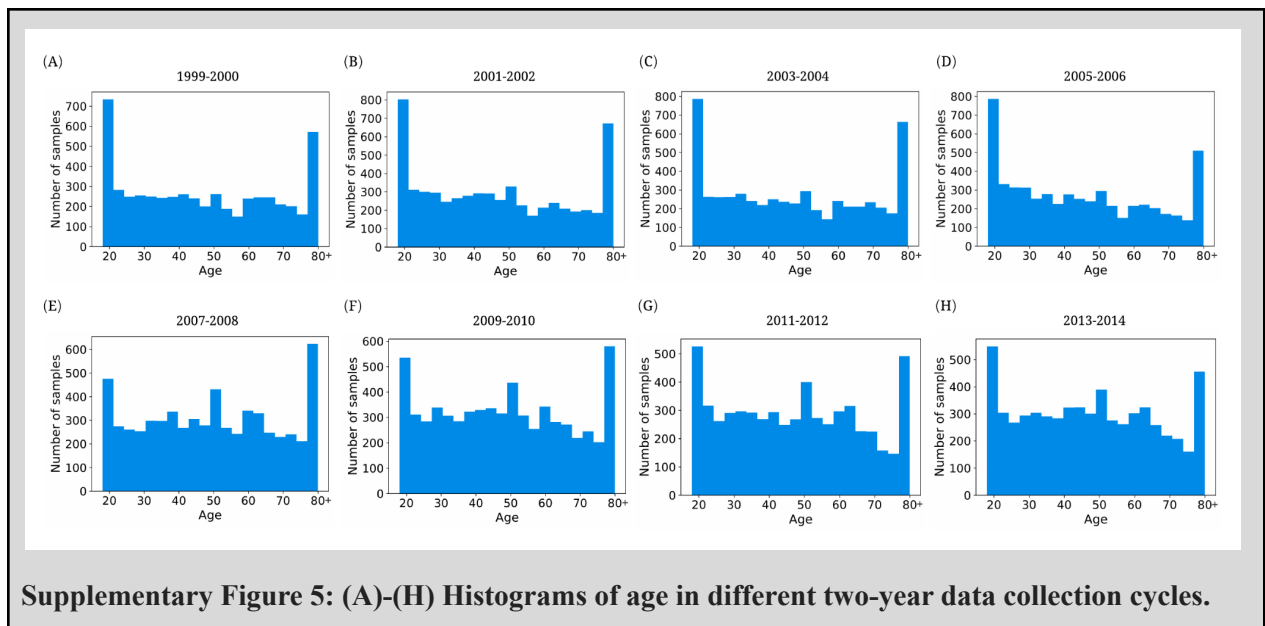 (A)
1999-2000
Number of samples
700
600
500
400
300
200
100
0
20 30 40 50 60 70 80+
Age
(B)
2001-2002
Number of samples
800
700
600
500
400
300
200
100
0
20 30 40 50 60 70 80+
Age
(C)
2003-2004
Number of samples
800
700
600
500
400
300
200
100
0
20 30 40 50 60 70 80+
Age
(D)
2005-2006
Number of samples
800
700
600
500
400
300
200
100
0
20 30 40 50 60 70 80+
Age
(E)
2007-2008
Number of samples
600
500
400
300
200
100
0
20 30 40 50 60 70 80+
Age
(F)
2009-2010
Number of samples
600
500
400
300
200
100
0
20 30 40 50 60 70 80+
Age
(G)
2011-2012
Number of samples
500
400
300
200
100
0
20 30 40 50 60 70 80+
Age
(H)
2013-2014
Number of samples
500
400
300
200
100
0
20 30 40 50 60 70 80+
Age
Supplementary Figure 5: (A)-(H) Histograms of age in different two-year data collection cycles.